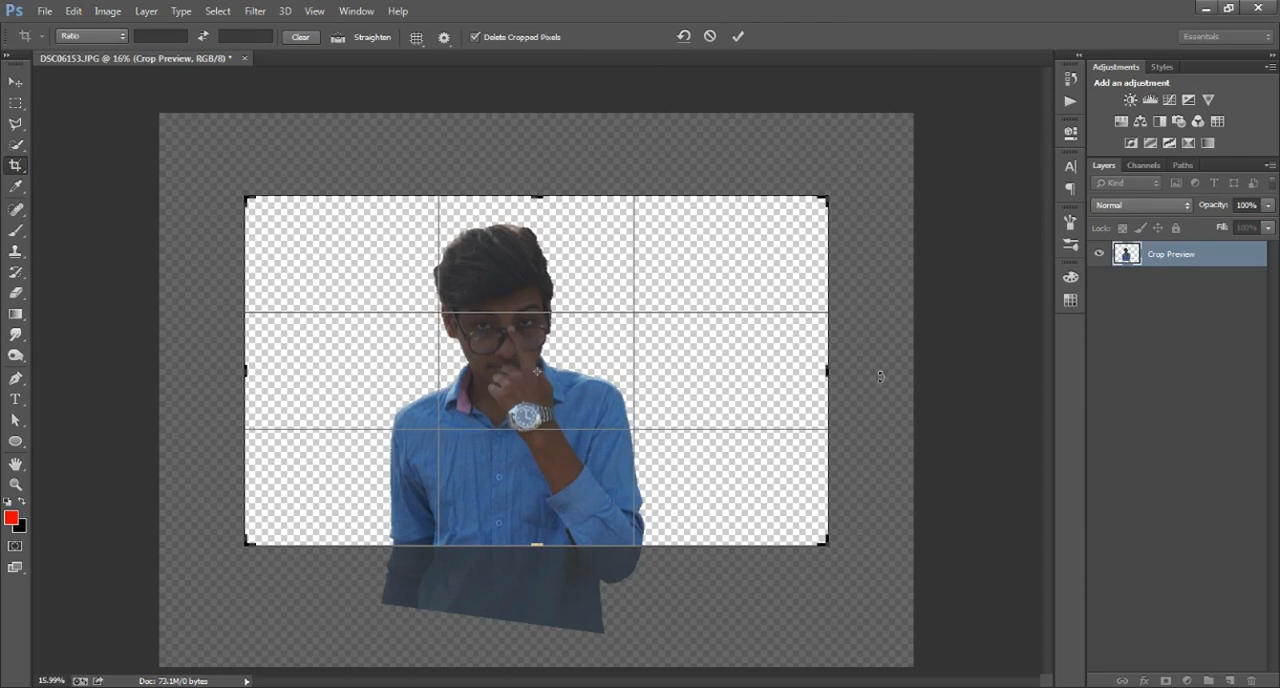 Ps File Edit Image Layer Type Select Filter 3D View Window Help
Ratio Clear Straighten Delete Cropped Pixels Essentials
DSC06153.JPG @ 16% (Crop Preview, RGB/8) * ×
Adjustments Styles
Add an adjustment
Layers Channels Paths
Kind
Normal Opacity: 100%
Lock: Fill: 100%
Crop Preview
15.99% Doc: 73.1M/0 bytes